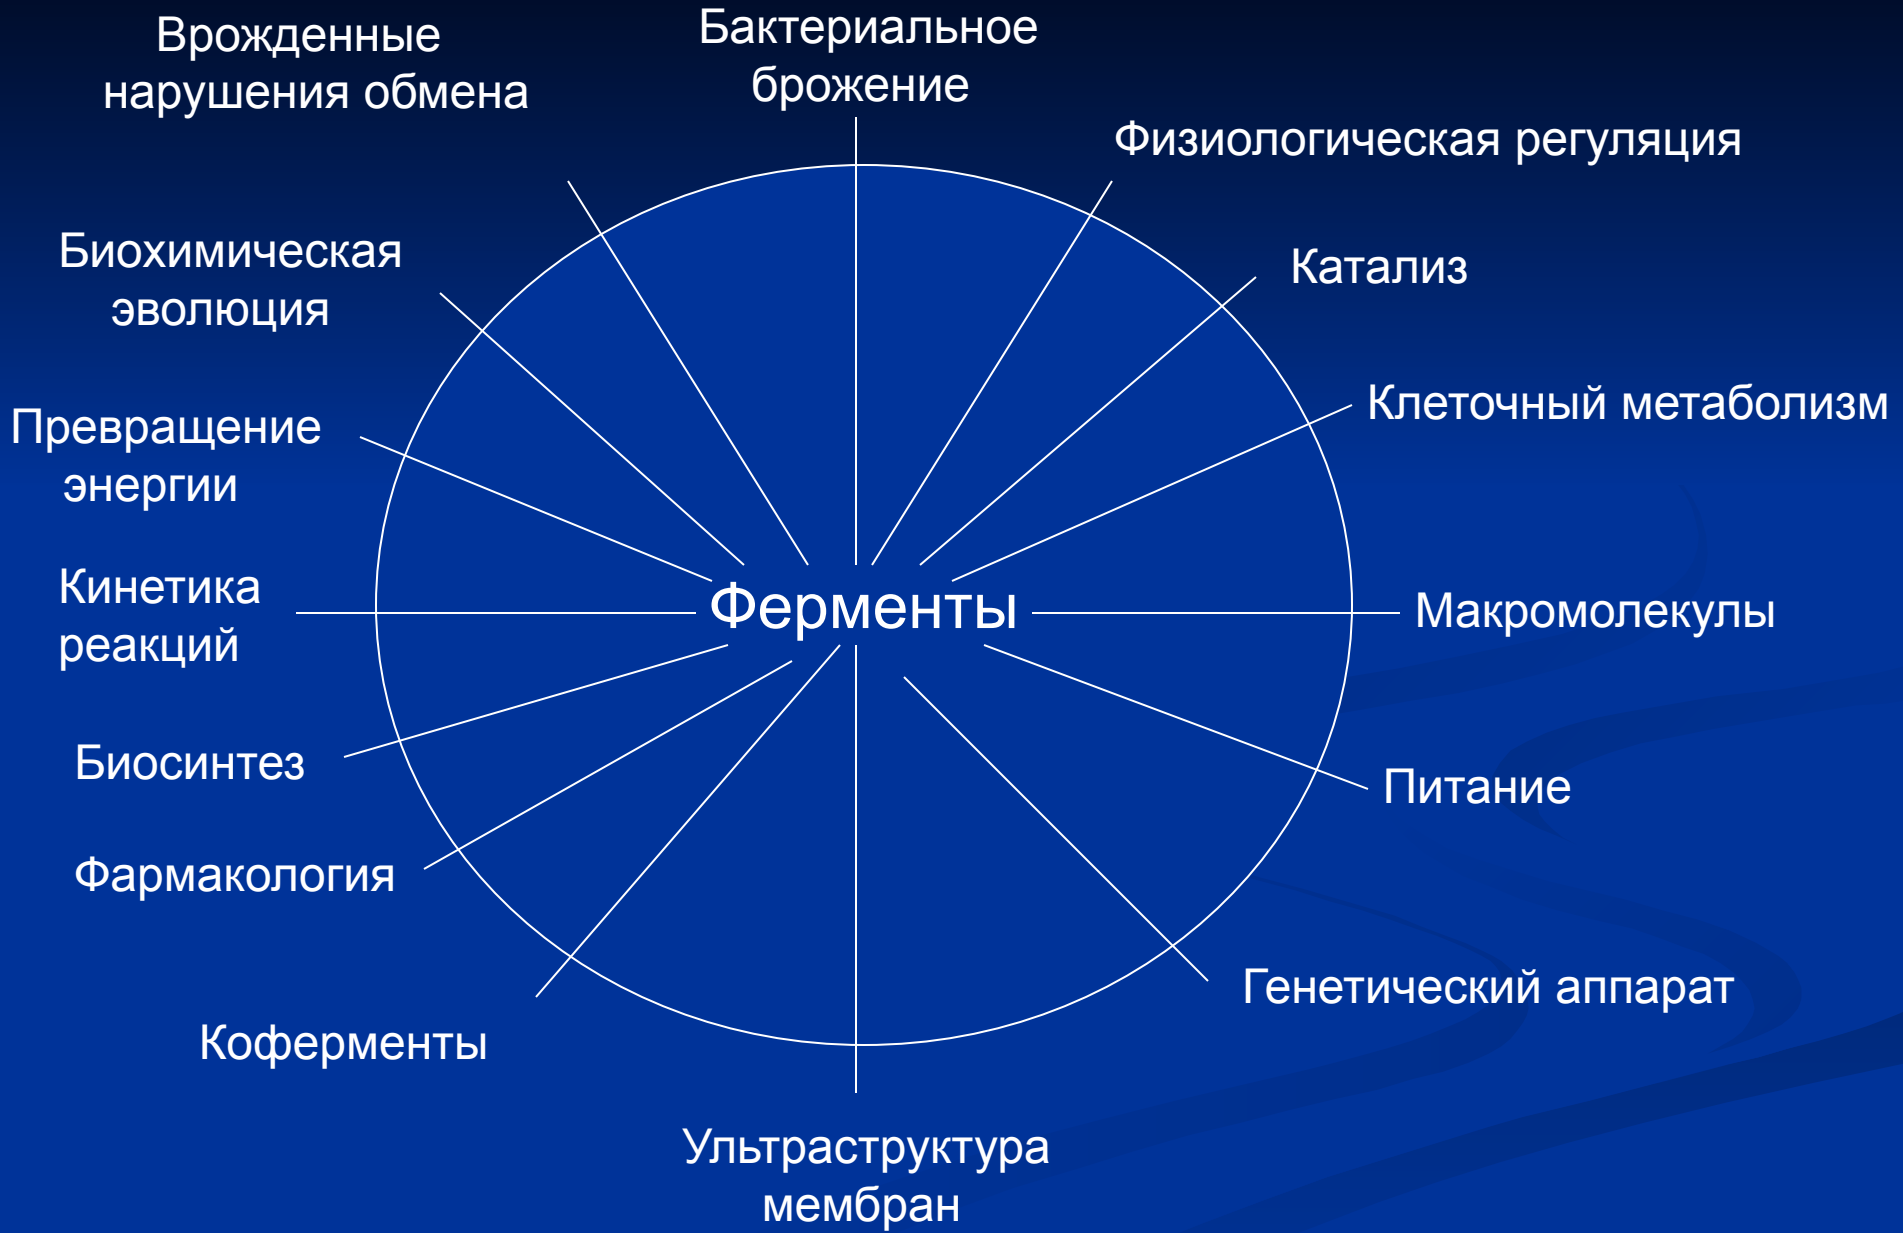 Врожденные
нарушения обмена
Бактериальное
брожение
Физиологическая регуляция
Биохимическая
эволюция
Катализ
Превращение
энергии
Клеточный метаболизм
Кинетика
реакций
Ферменты
Макромолекулы
Биосинтез
Питание
Фармакология
Генетический аппарат
Коферменты
Ультраструктура
мембран